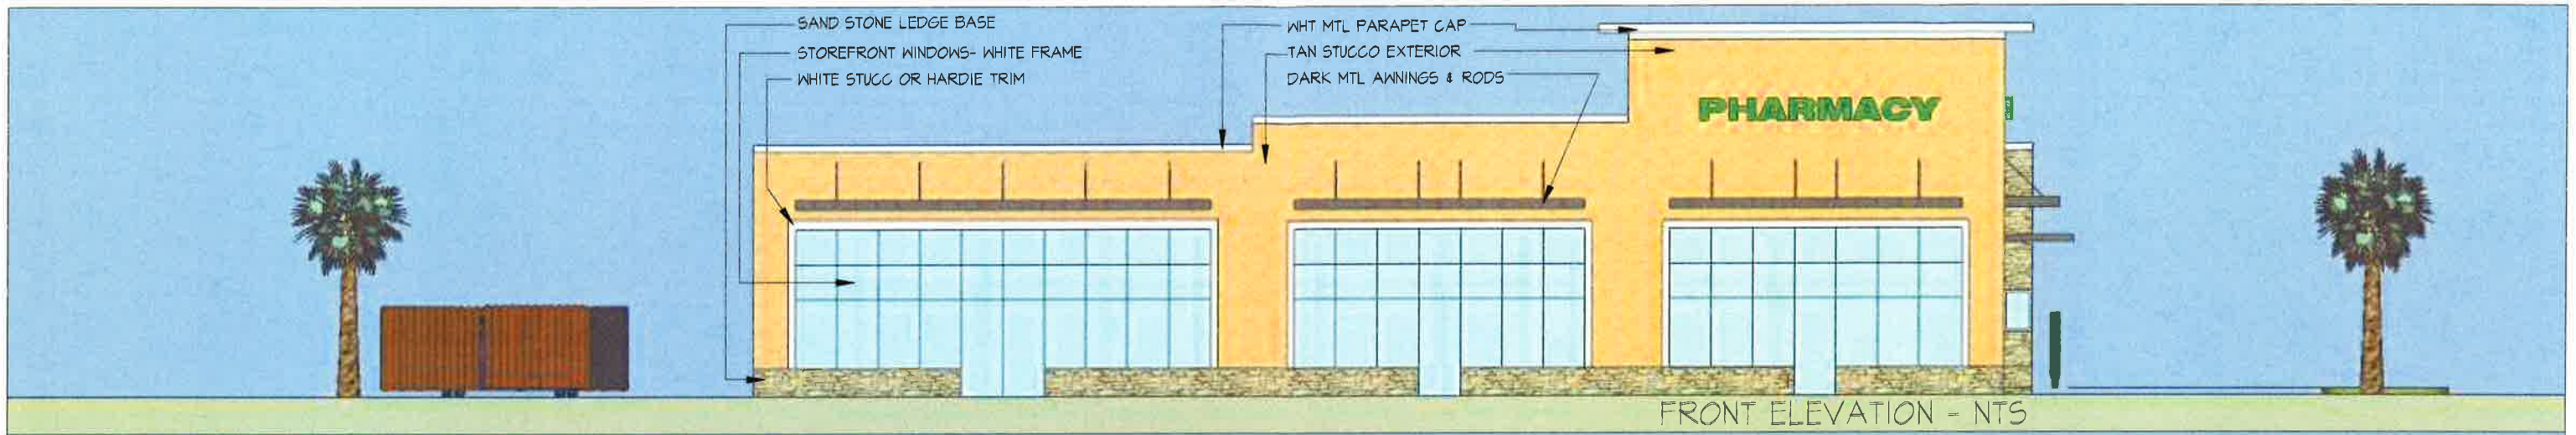 SAND STONE LEDGE BASE
STOREFRONT WINDOWS- WHITE FRAME
WHITE STUCC OR HARDIE TRIM
WHT MTL PARAPET CAP
TAN STUCCO EXTERIOR
DARK MTL AWNINGS & RODS
PHARMACY
FRONT ELEVATION - NTS